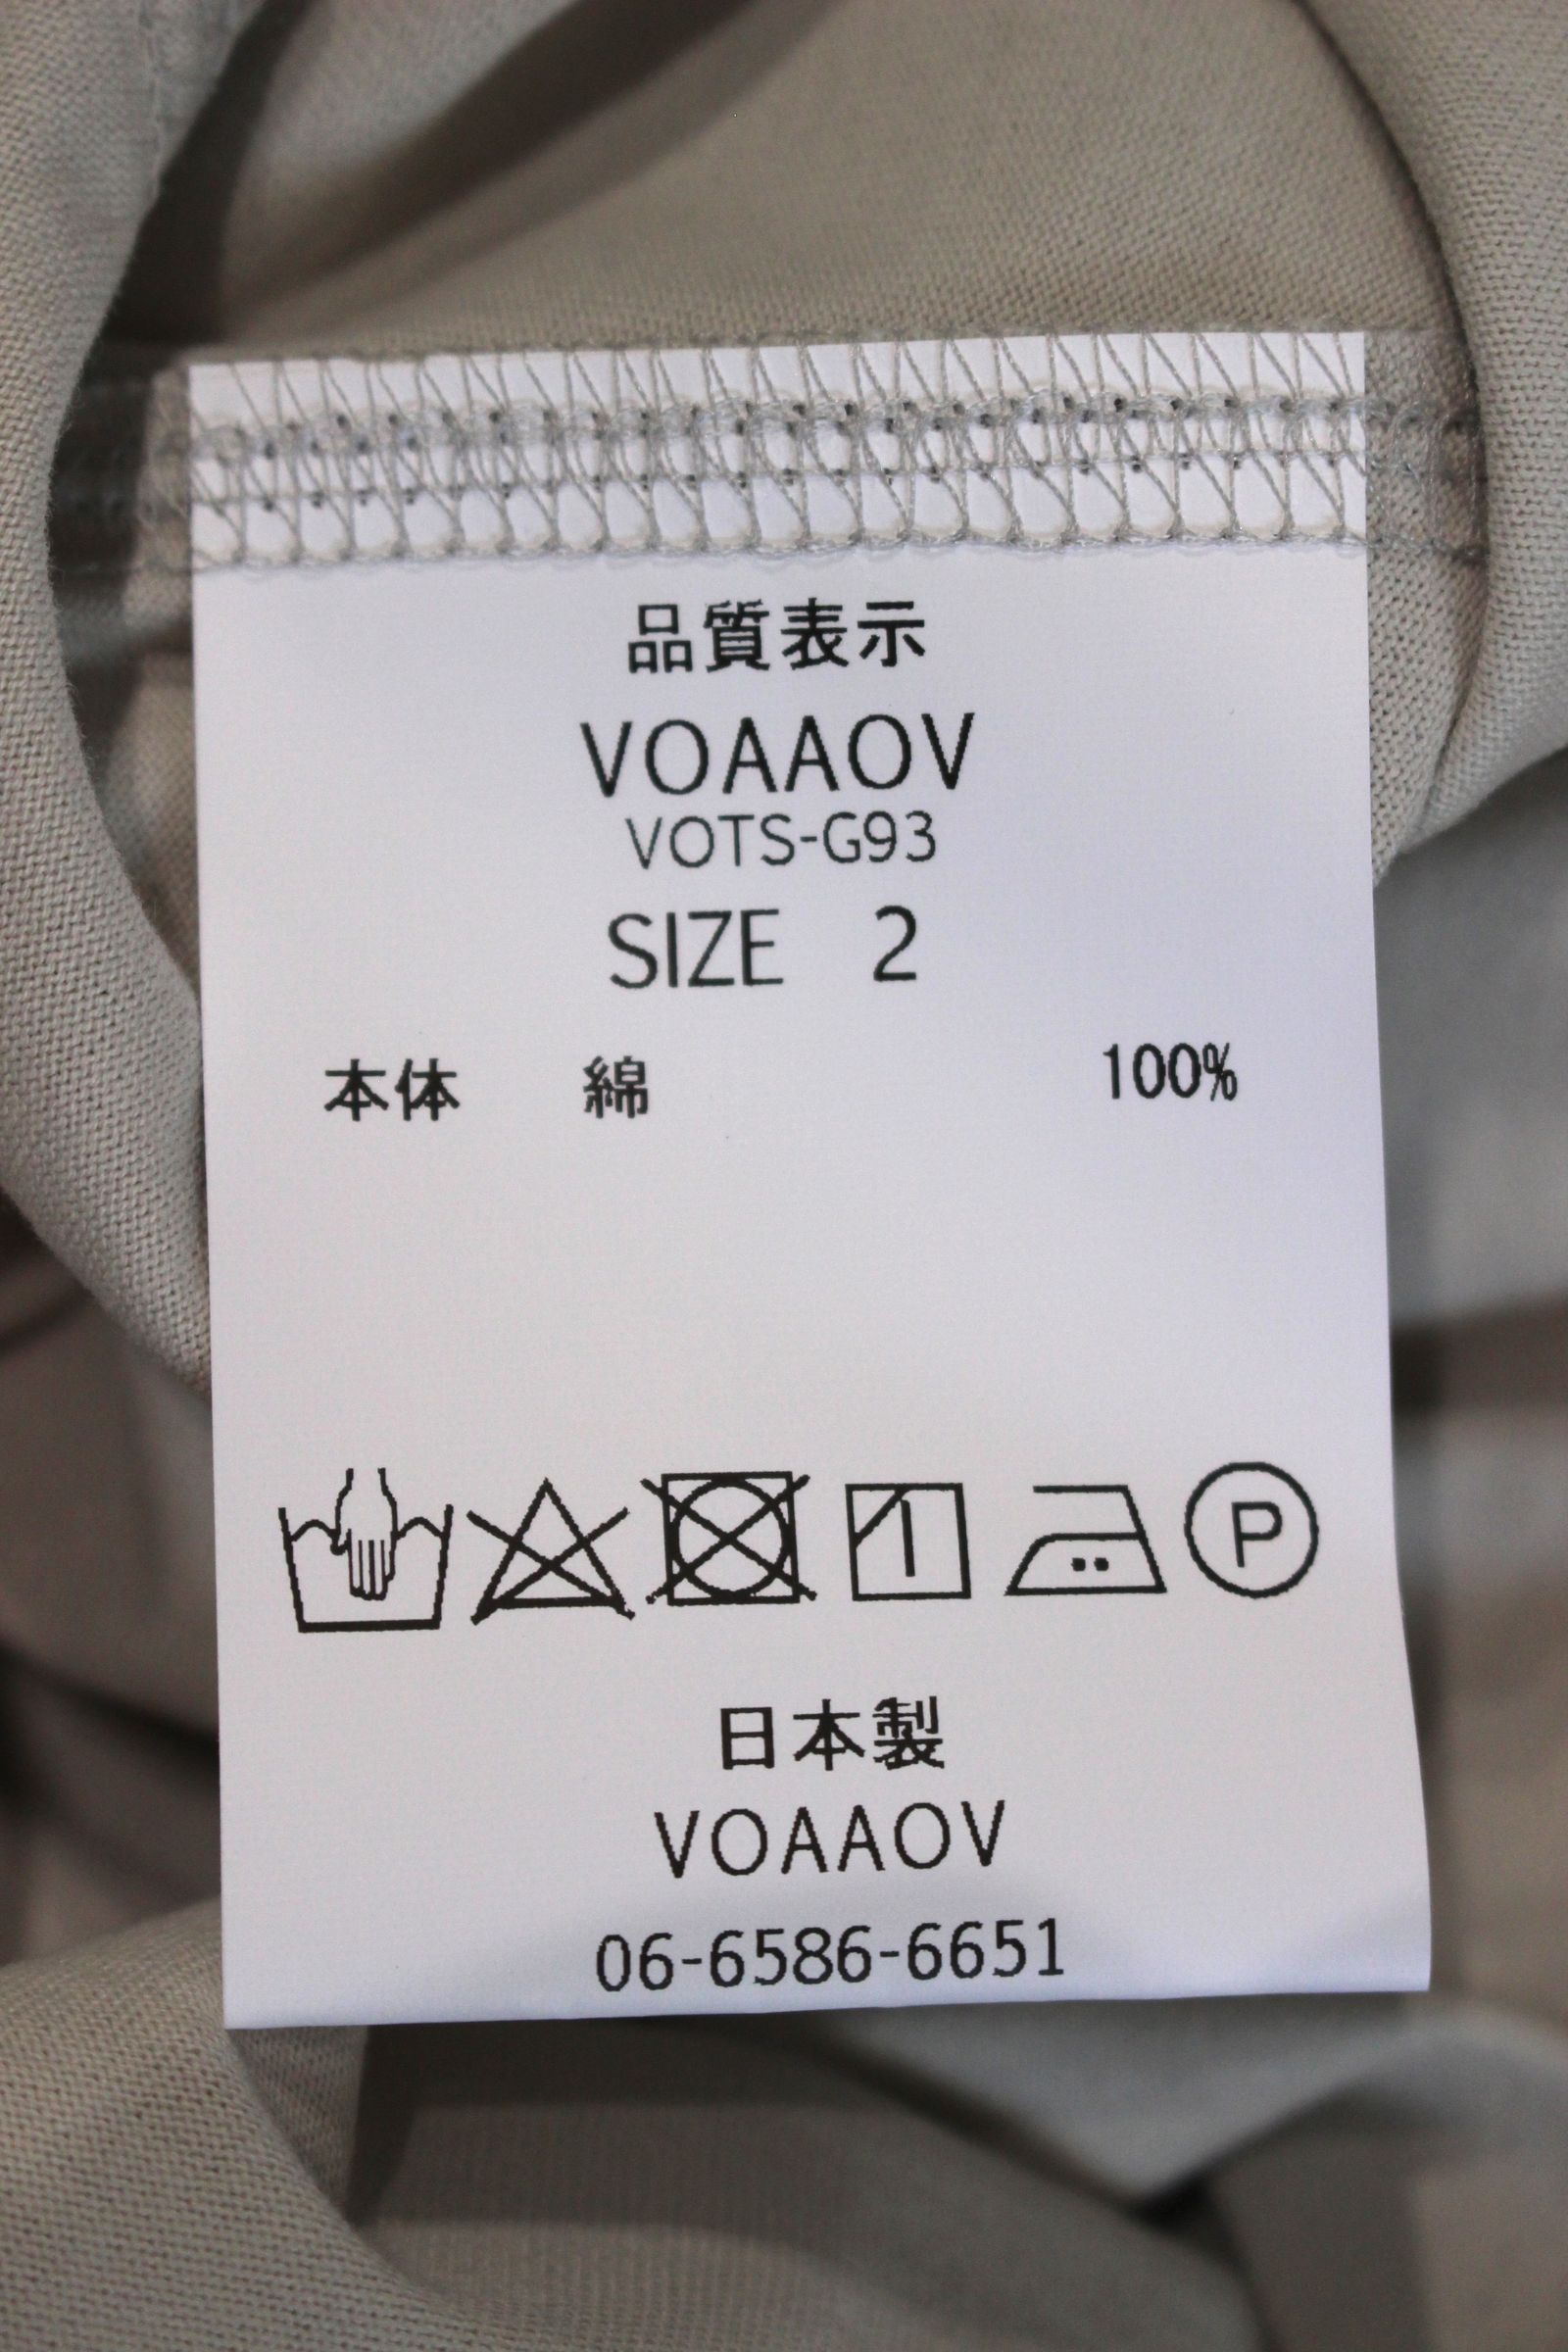 品質表示
VOAAOV
VOTS-G93
SIZE 2
本体 綿 100%
P
日本製
VOAAOV
06-6586-6651